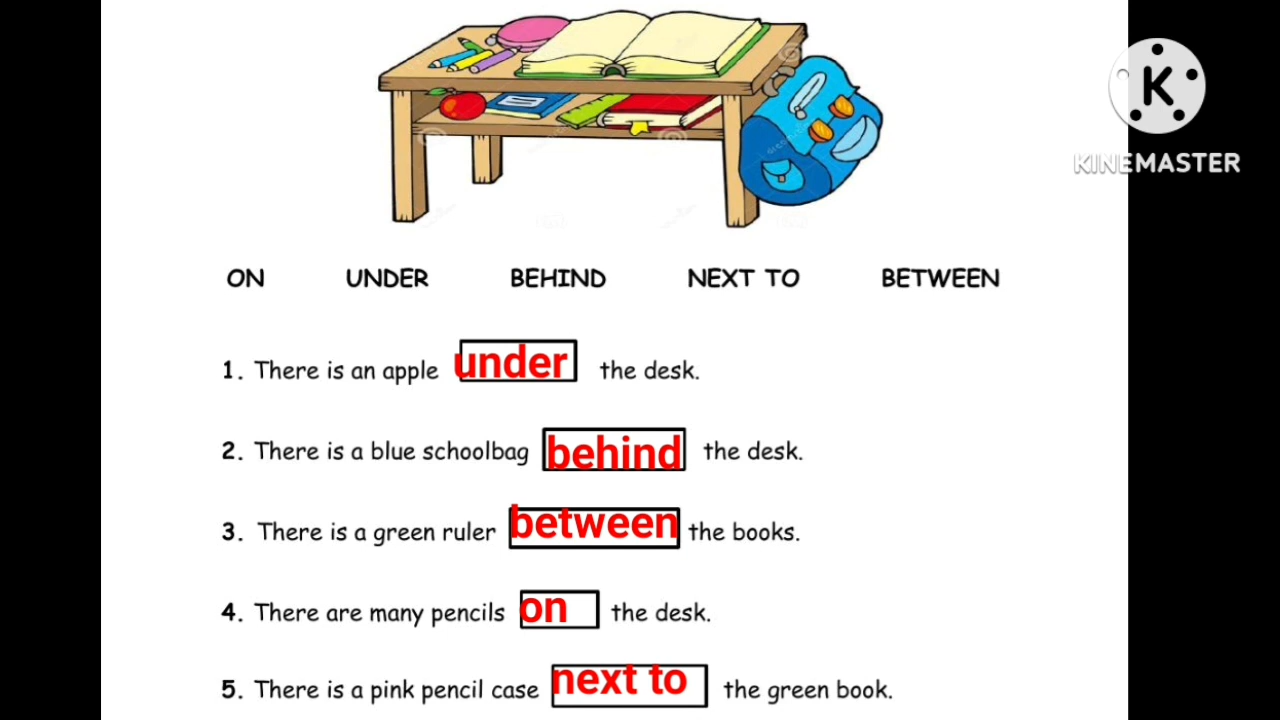 K
KINEMASTER
ON UNDER BEHIND NEXT TO BETWEEN
1. There is an apple under the desk.
2. There is a blue schoolbag behind the desk.
3. There is a green ruler between the books.
4. There are many pencils on the desk.
5. There is a pink pencil case next to the green book.